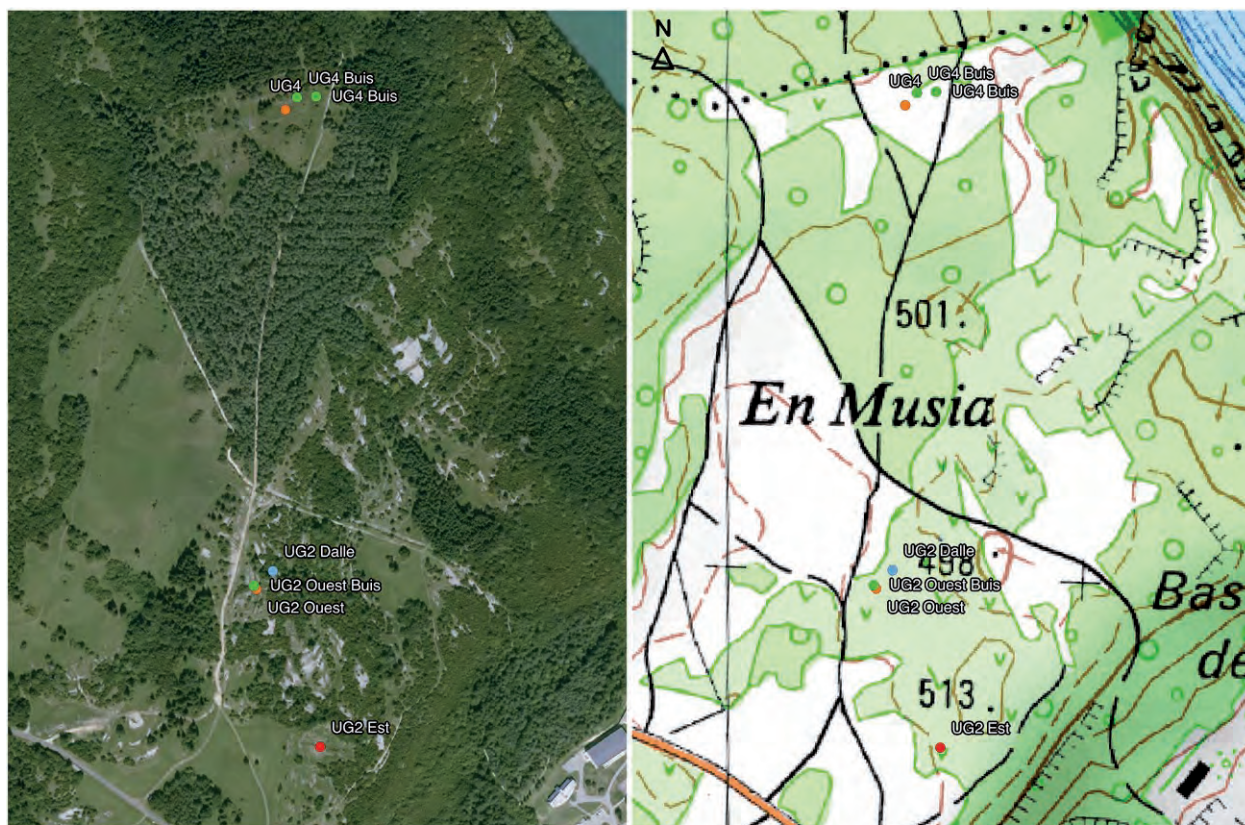 UG4 Buis
UG4
UG4 Buis
UG2 Dalle
UG2 Ouest Buis
UG2 Ouest
UG2 Est
N
UG4 Buis
UG4
UG4 Buis
501.
En Musia
UG2 Dalle
498
UG2 Ouest Buis
UG2 Ouest
Bas
de
513.
UG2 Est